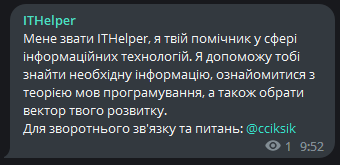 ITHelper
Мене звати ITHelper, я твій помічник у сфері
інформаційних технологій. Я допоможу тобі
знайти необхідну інформацію, ознайомитися з
теорією мов програмування, а також обрати
вектор твого розвитку.
Для зворотнього зв'язку та питань: @cciksik
1 9:52